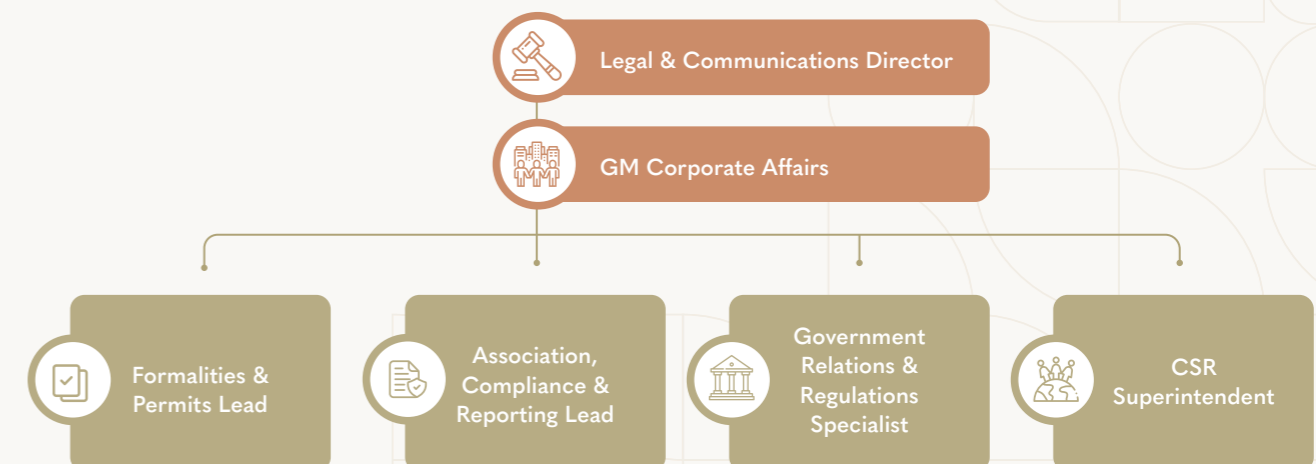 Legal & Communications Director
GM Corporate Affairs
Formalities &
Permits Lead
Association,
Compliance &
Reporting Lead
Government
Relations &
Regulations
Specialist
CSR
Superintendent